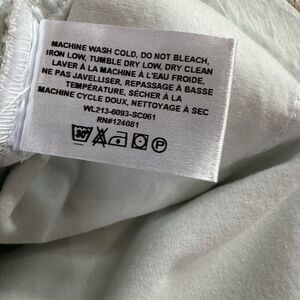 MACHINE WASH COLD, DO NOT BLEACH,
IRON LOW, TUMBLE DRY LOW, DRY CLEAN
LAVER À LA MACHINE À L'EAU FROIDE,
NE PAS JAVELLISER, REPASSAGE À BASSE
TEMPÉRATURE, SÉCHER À LA
MACHINE CYCLE DOUX, NETTOYAGE À SEC
WL213-6093-SC061
RN#124081
30°
P